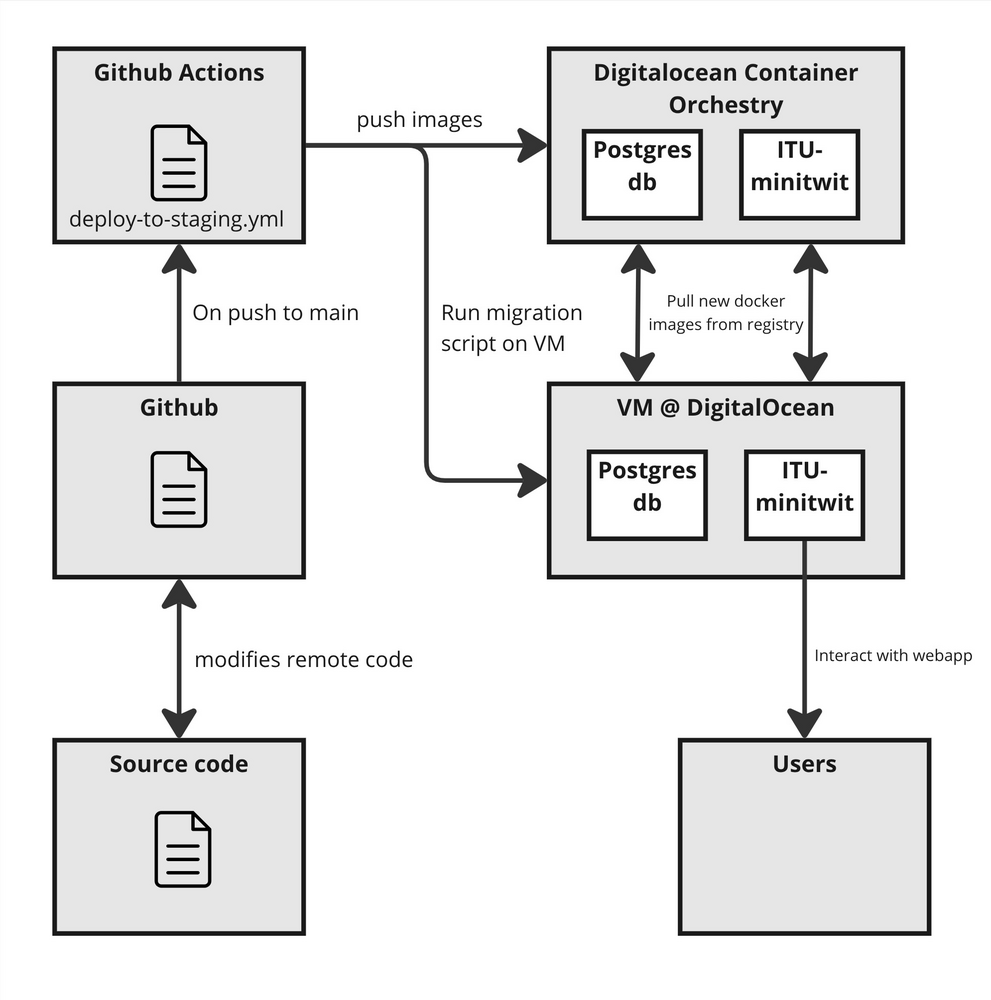 Github Actions
deploy-to-staging.yml
push images
Digitalocean Container
Orchestry
Postgres
db
ITU-
minitwit
On push to main
Run migration
script on VM
Pull new docker
images from registry
Github
VM @ DigitalOcean
Postgres
db
ITU-
minitwit
modifies remote code
Interact with webapp
Source code
Users